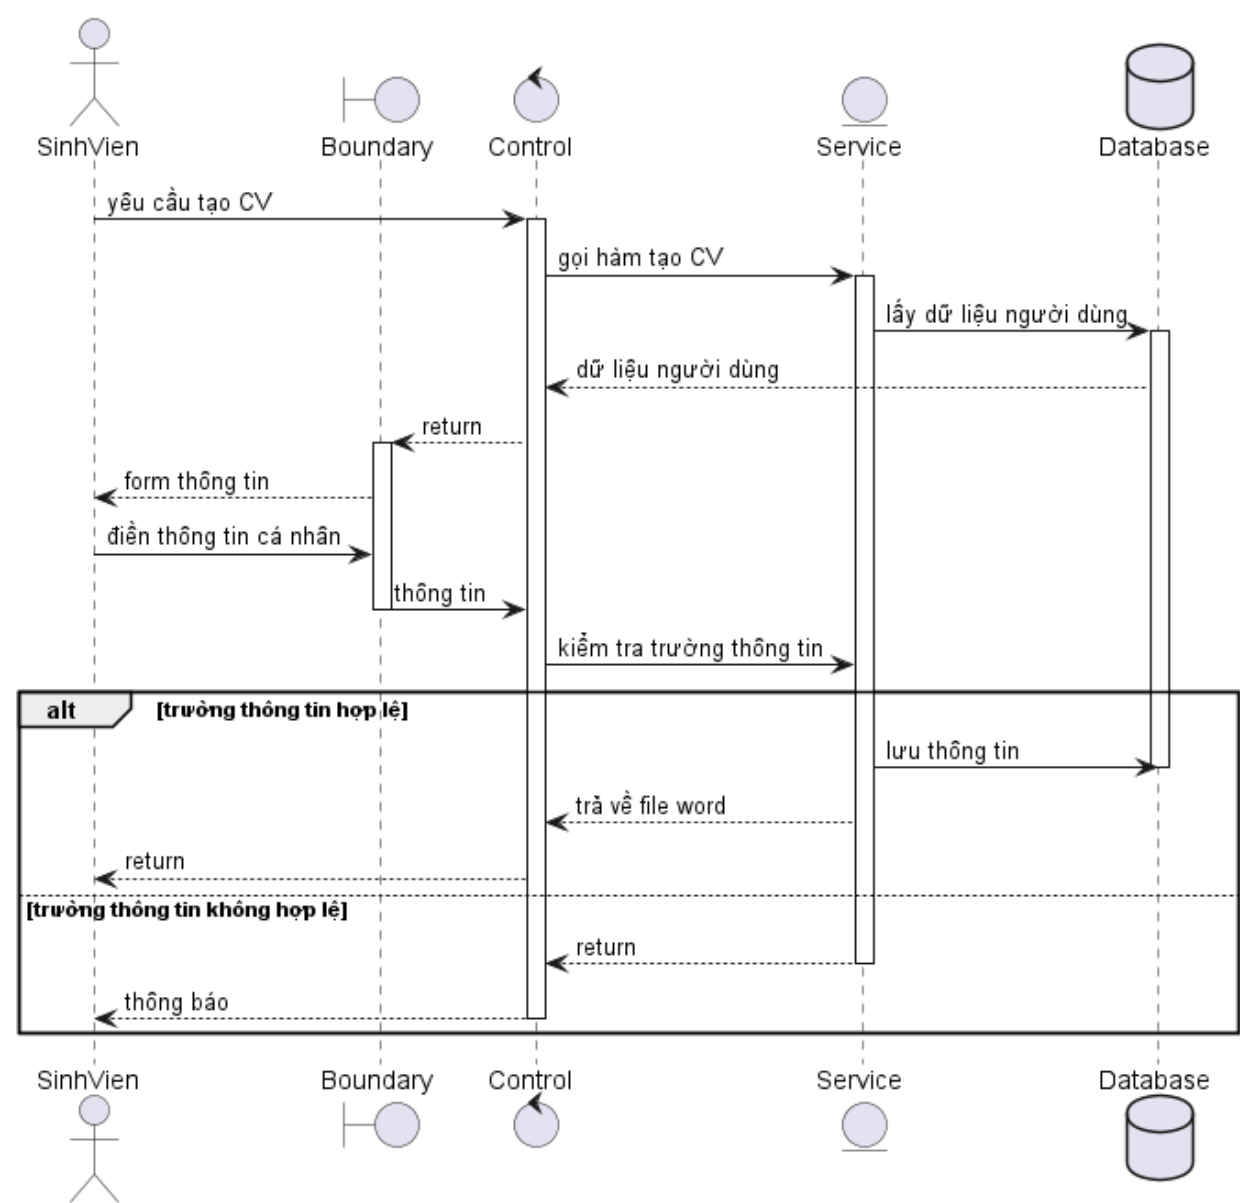 SinhVien
Boundary
Control
Service
Database
yêu cầu tạo CV
gọi hàm tạo CV
lấy dữ liệu người dùng
dữ liệu người dùng
return
form thông tin
điền thông tin cá nhân
thông tin
kiểm tra trường thông tin
alt
[trường thông tin hợp lệ]
lưu thông tin
trả về file word
return
[trường thông tin không hợp lệ]
return
thông báo
SinhVien
Boundary
Control
Service
Database